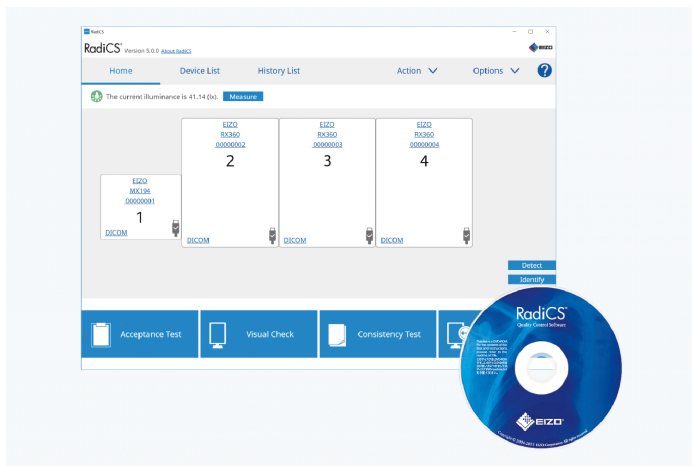 RadiCS
RadiCS® Version 5.0.0 About RadiCS
EIZO
Home Device List History List Action Options ?
The current illuminance is 41.14 (lx). Measure
EIZO
RX360
00000002
2
DICOM
EIZO
RX360
00000003
3
DICOM
EIZO
RX360
00000004
4
DICOM
EIZO
MX194
00000001
1
DICOM
Detect
Identify
Acceptance Test
Visual Check
Consistency Test
RadiCS®
Quality Control Software
EIZO®